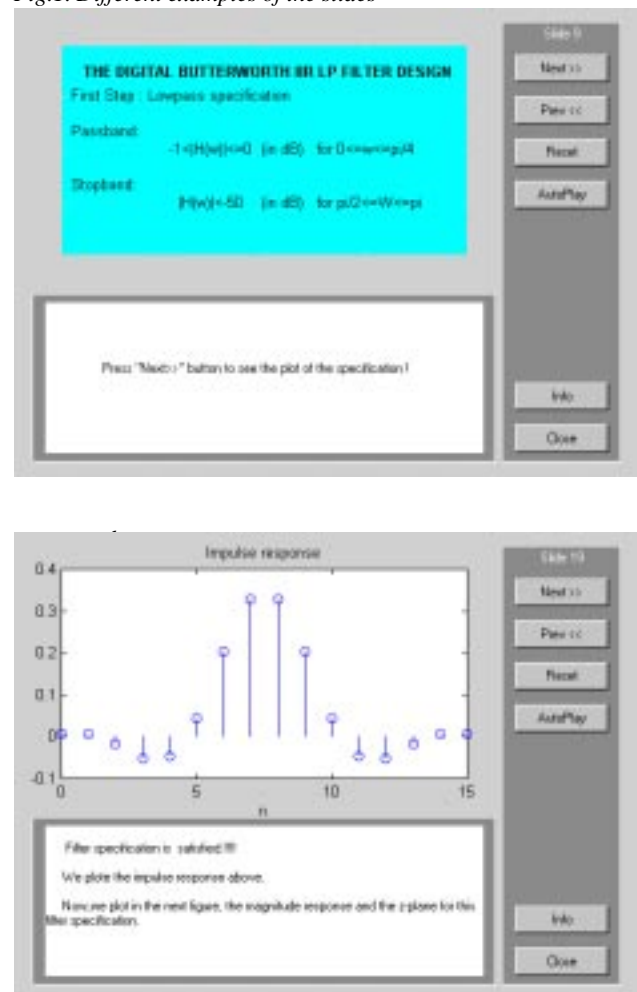 Fig.1. Different examples of the slides
Slide 9
THE DIGITAL BUTTERWORTH IIR LP FILTER DESIGN
First Step : Lowpass specification
Passband:
-1<|H(w)|<=0 (in dB) for 0<=w<=pi/4
Stopband:
|H(w)|<-50 (in dB) for pi/2<=W<=pi
Next >>
Prev <<
Reset
AutoPlay
Press "Next>>" button to see the plot of the specification!
Info
Close
Impulse response
0.4
0.3
0.2
0.1
0
-0.1
0 5 10 15
n
Slide 19
Next >>
Prev <<
Reset
AutoPlay
Filter specification is satisfied !!!
We plote the impulse response above.
Now,we plot in the next figure, the magnitude response and the z-plane for this
filter specification.
Info
Close